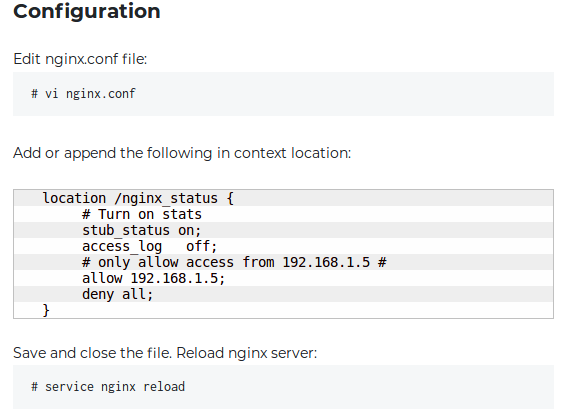 Configuration
Edit nginx.conf file:
# vi nginx.conf
Add or append the following in context location:
location /nginx_status {
# Turn on stats
stub_status on;
access_log   off;
# only allow access from 192.168.1.5 #
allow 192.168.1.5;
deny all;
}
Save and close the file. Reload nginx server:
# service nginx reload